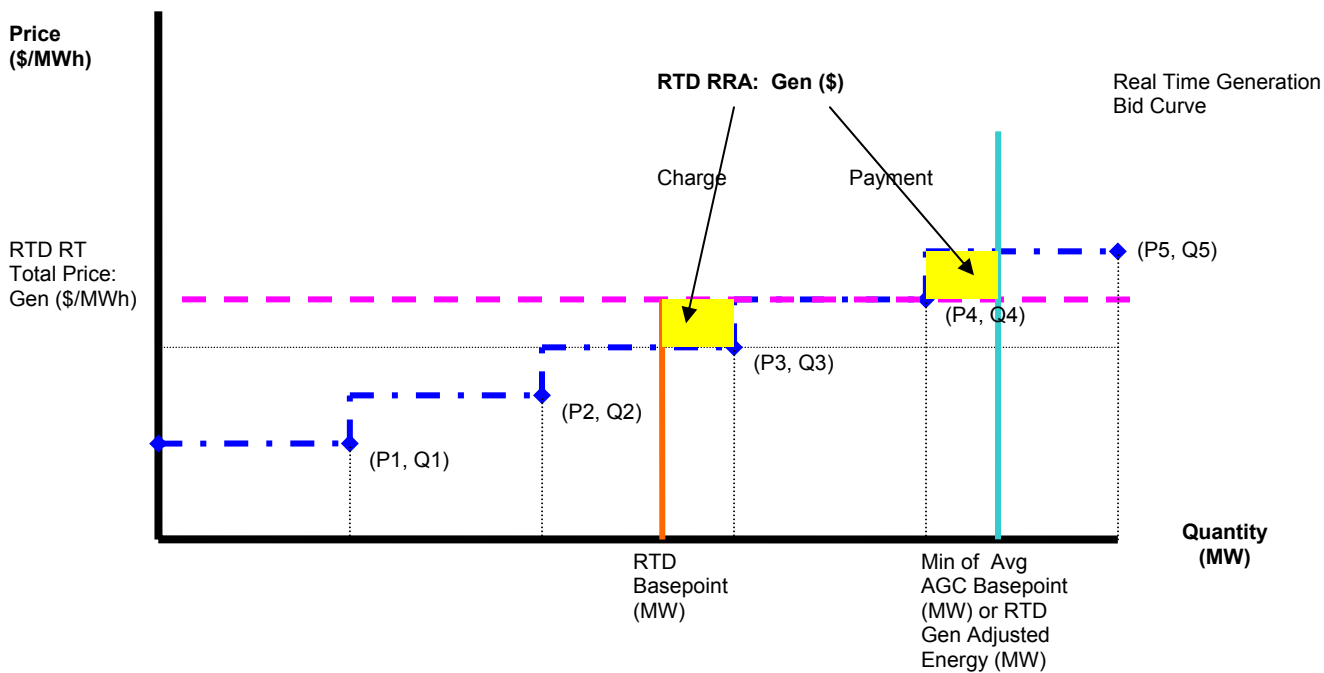 Price
($/MWh)
RTD RRA:  Gen ($)
Real Time Generation
Bid Curve
Charge
Payment
RTD RT
Total Price:
Gen ($/MWh)
(P5, Q5)
(P4, Q4)
(P3, Q3)
(P2, Q2)
(P1, Q1)
Quantity
(MW)
RTD
Basepoint
(MW)
Min of  Avg
AGC Basepoint
(MW) or RTD
Gen Adjusted
Energy (MW)